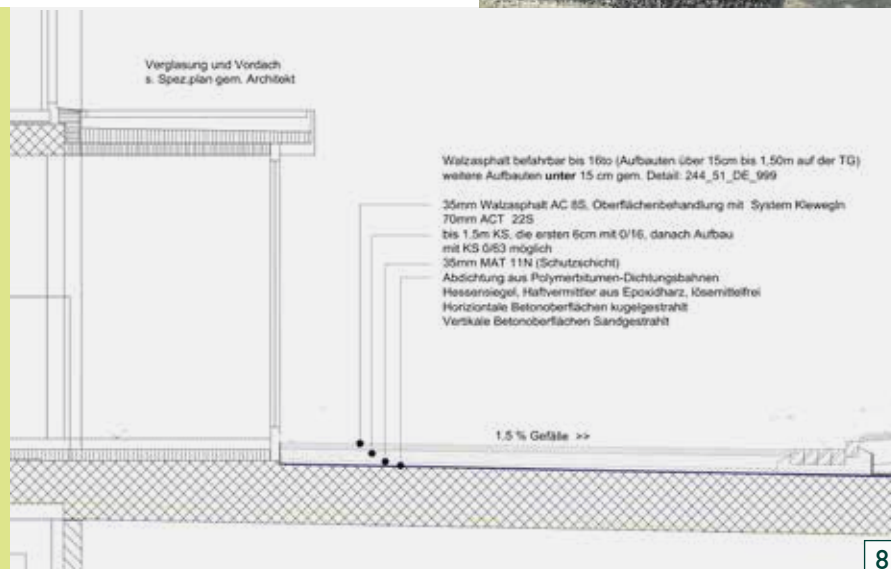 Verglasung und Vordach
s. Spez.plan gem. Architekt
Walzasphalt befahrbar bis 16to (Aufbauten über 15cm bis 1.50m auf der TG)
weitere Aufbauten unter 15 cm gem. Detail: 244_51_DE_999
35mm Walzasphalt AC 8S, Oberflächenbehandlung mit System Kiewegln
70mm ACT 22S
bis 1.5m KS, die ersten 6cm mit 0/16, danach Aufbau
mit KS 0/63 möglich
35mm MAT 11N (Schutzschicht)
Abdichtung aus Polymerbitumen-Dichtungsbahnen
Hessensiegel, Haftvermittler aus Epoxidharz, lösemittelfrei
Horiziontale Betonoberflächen kugelgestrahlt
Vertikale Betonoberflächen Sandgestrahlt
1.5 % Gefälle >>
8